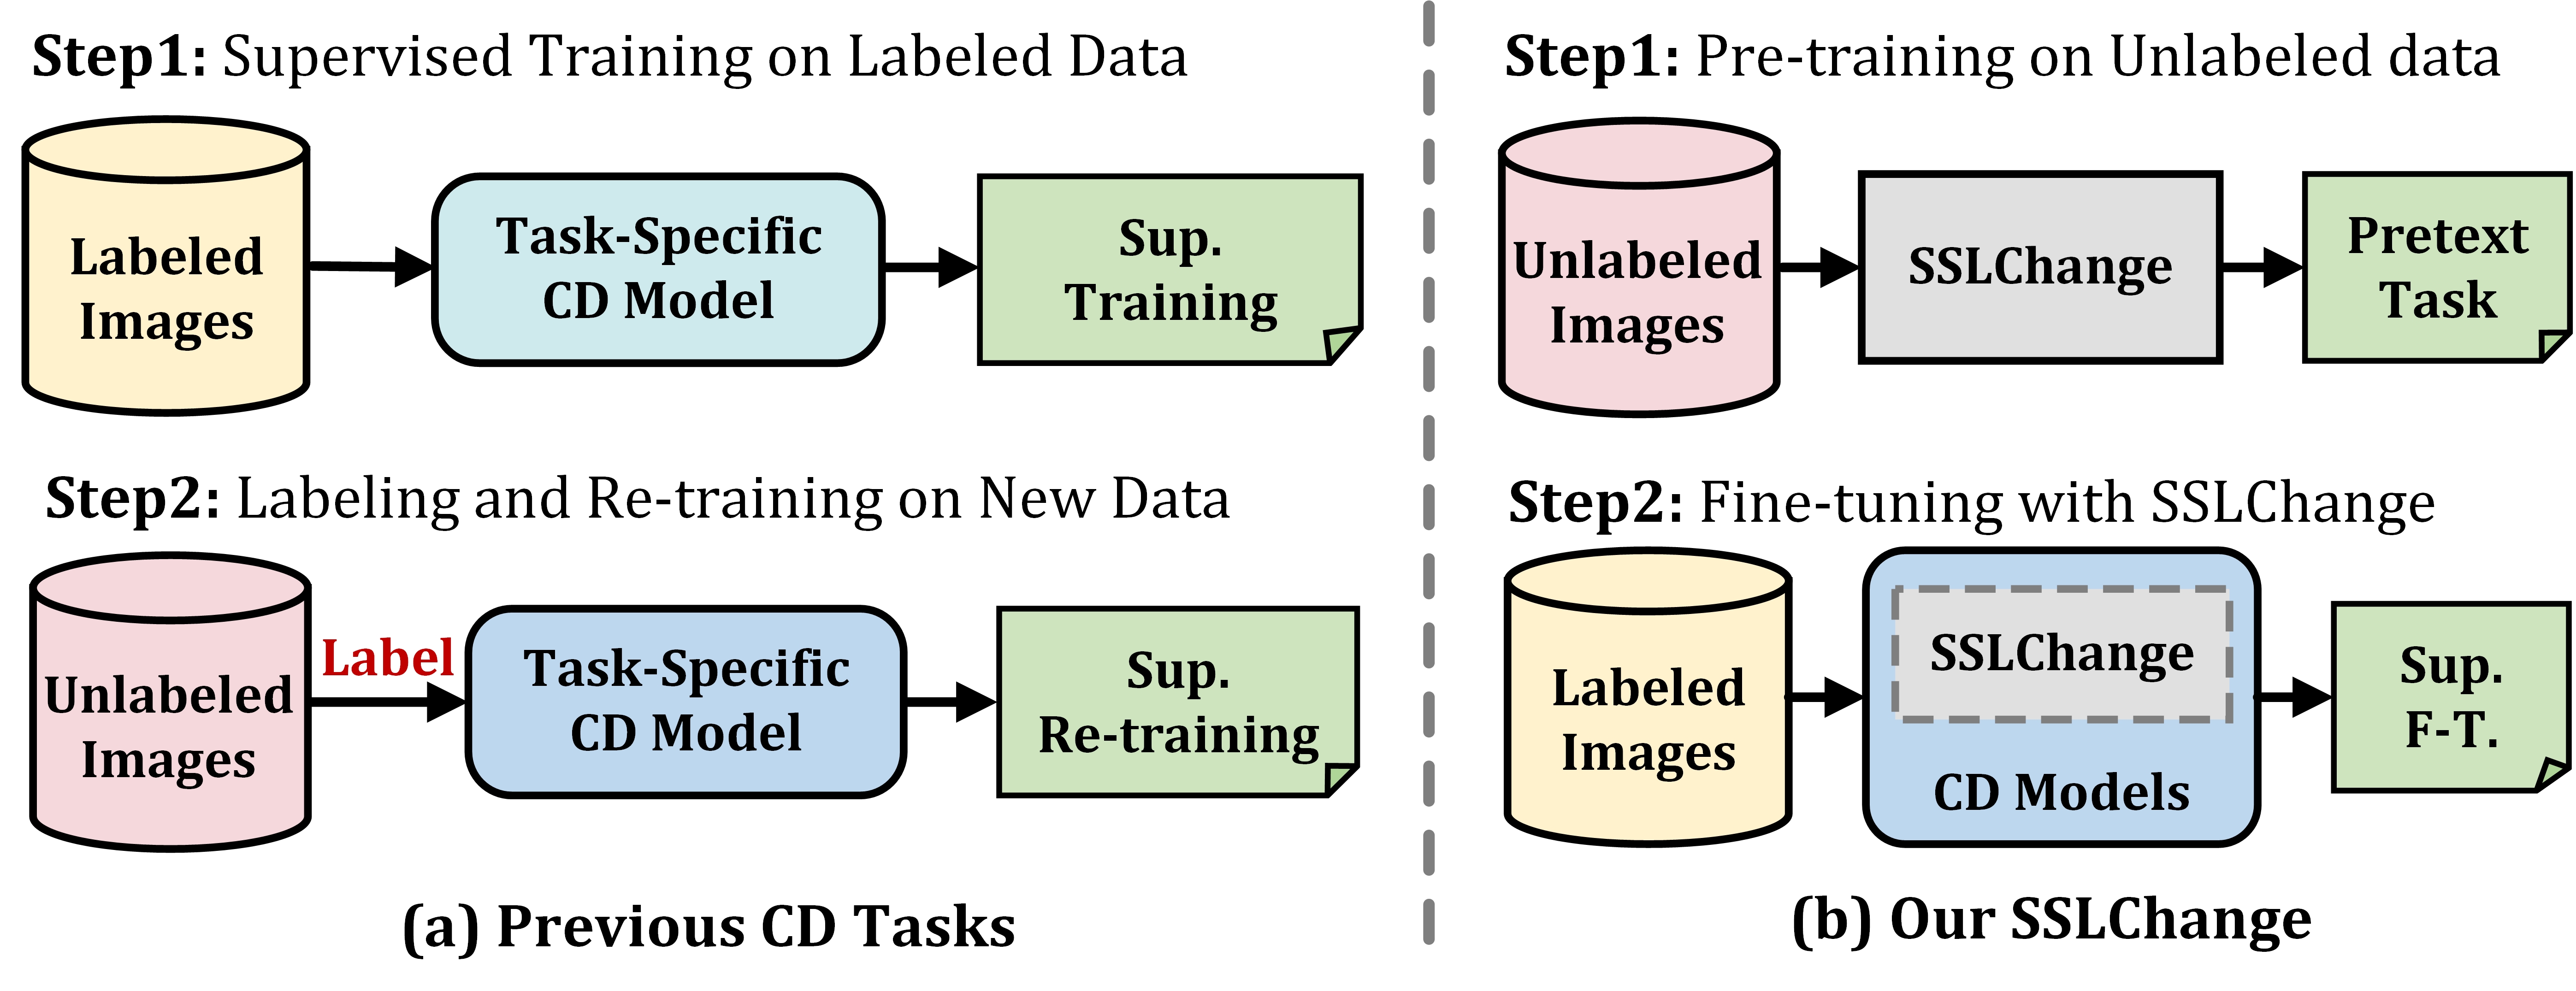 Step1: Supervised Training on Labeled Data
Labeled
Images
Task-Specific
CD Model
Sup.
Training
Step2: Labeling and Re-training on New Data
Unlabeled
Images
Label
Task-Specific
CD Model
Sup.
Re-training
(a) Previous CD Tasks
Step1: Pre-training on Unlabeled data
Unlabeled
Images
SSLChange
Pretext
Task
Step2: Fine-tuning with SSLChange
Labeled
Images
SSLChange
CD Models
Sup.
F-T.
(b) Our SSLChange